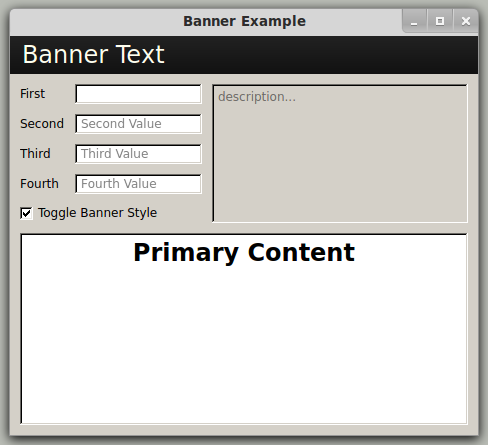 Banner Example
Banner Text
First
description...
Second Second Value
Third Third Value
Fourth Fourth Value
Toggle Banner Style
Primary Content